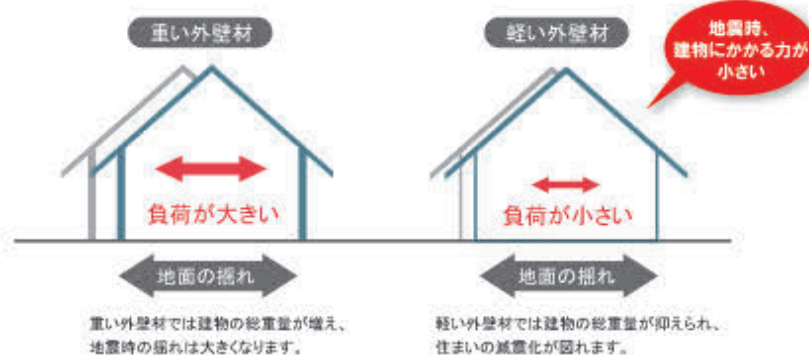 重い外壁材
軽い外壁材
地震時、
建物にかかる力が
小さい
負荷が大きい
負荷が小さい
地面の揺れ
地面の揺れ
重い外壁材では建物の総重量が増え、
地震時の揺れは大きくなります。
軽い外壁材では建物の総重量が抑えられ、
住まいの減震化が図れます。